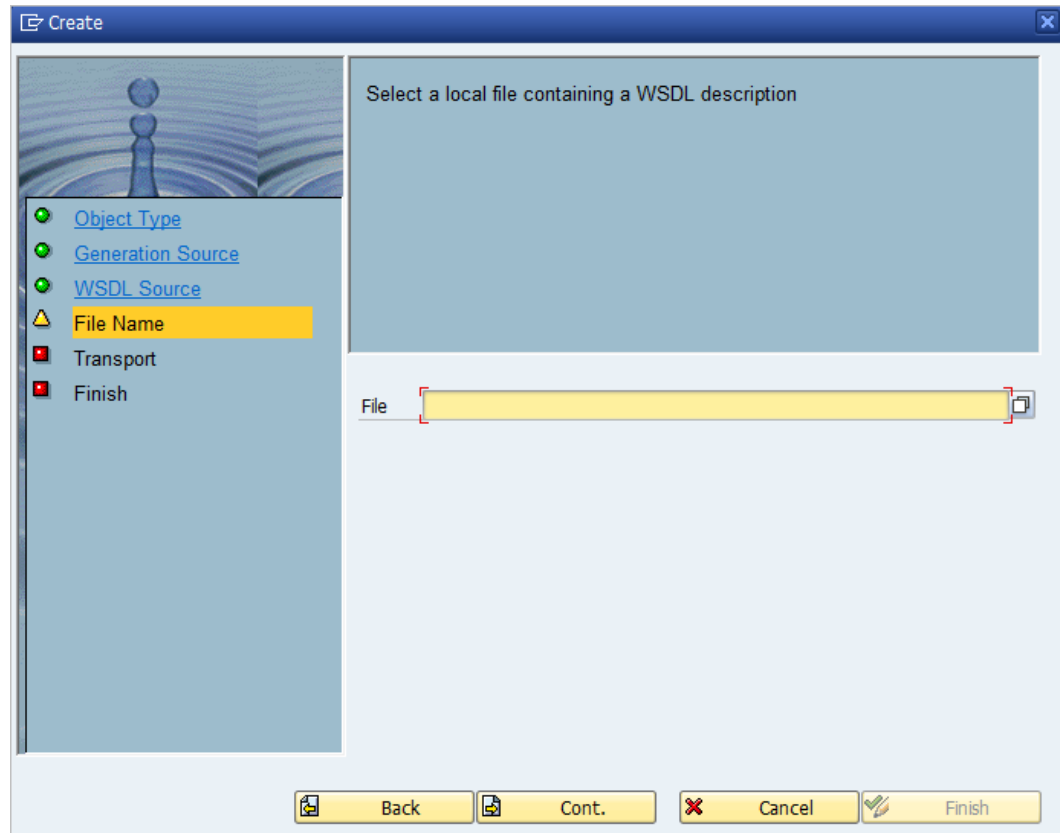 Create
Select a local file containing a WSDL description
Object Type
Generation Source
WSDL Source
File Name
Transport
Finish
File
Back
Cont.
Cancel
Finish